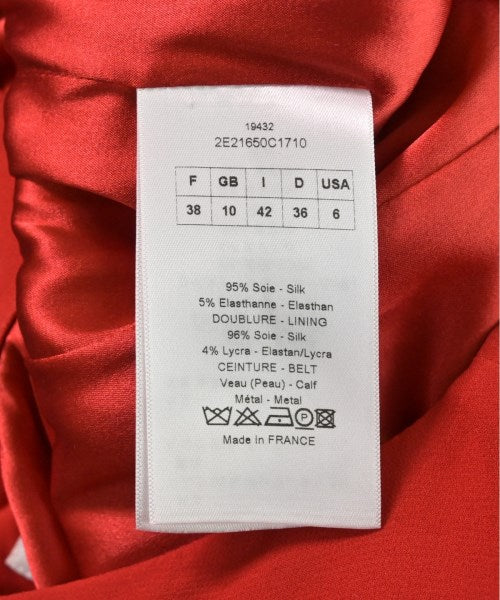 19432
2E21650C1710
F GB I D USA
38 10 42 36 6
95% Soie - Silk
5% Elasthanne - Elasthan
DOUBLURE - LINING
96% Soie - Silk
4% Lycra - Elastan/Lycra
CEINTURE - BELT
Veau (Peau) - Calf
Métal - Metal
P
Made in FRANCE